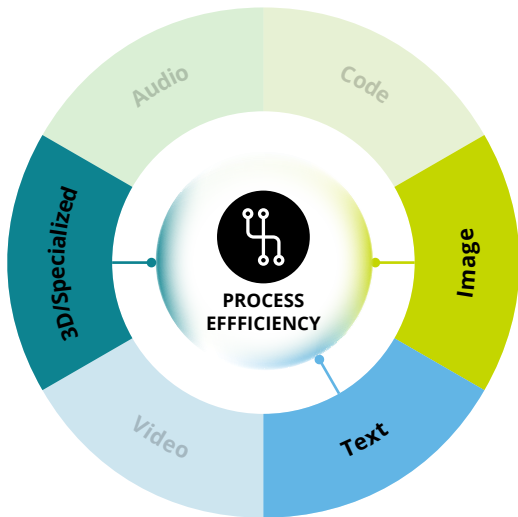 Audio
Code
3D/Specialized
Image
PROCESS
EFFFICIENCY
Video
Text